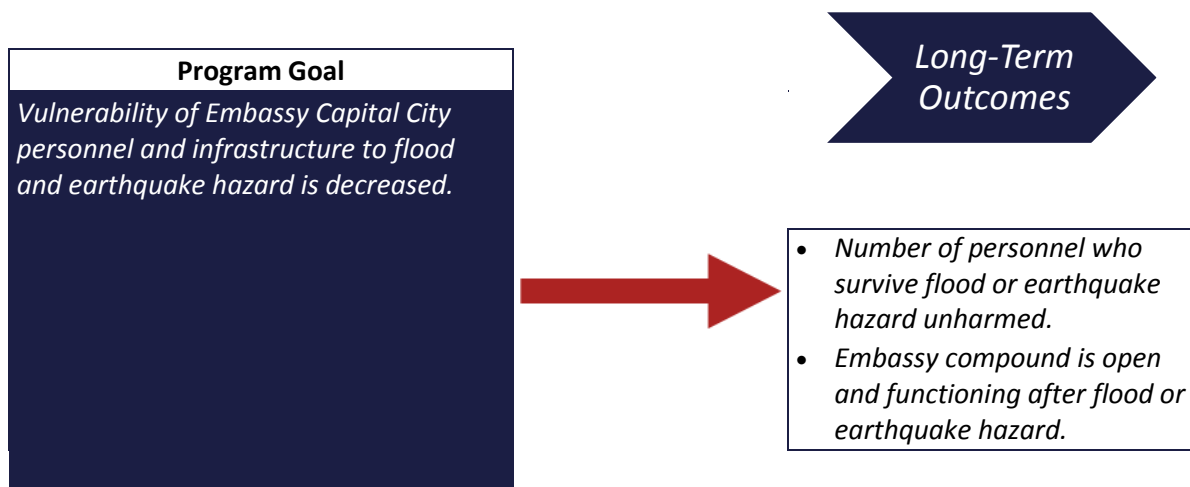 Program Goal
Vulnerability of Embassy Capital City
personnel and infrastructure to flood
and earthquake hazard is decreased.
Long-Term
Outcomes
• Number of personnel who
survive flood or earthquake
hazard unharmed.
• Embassy compound is open
and functioning after flood or
earthquake hazard.